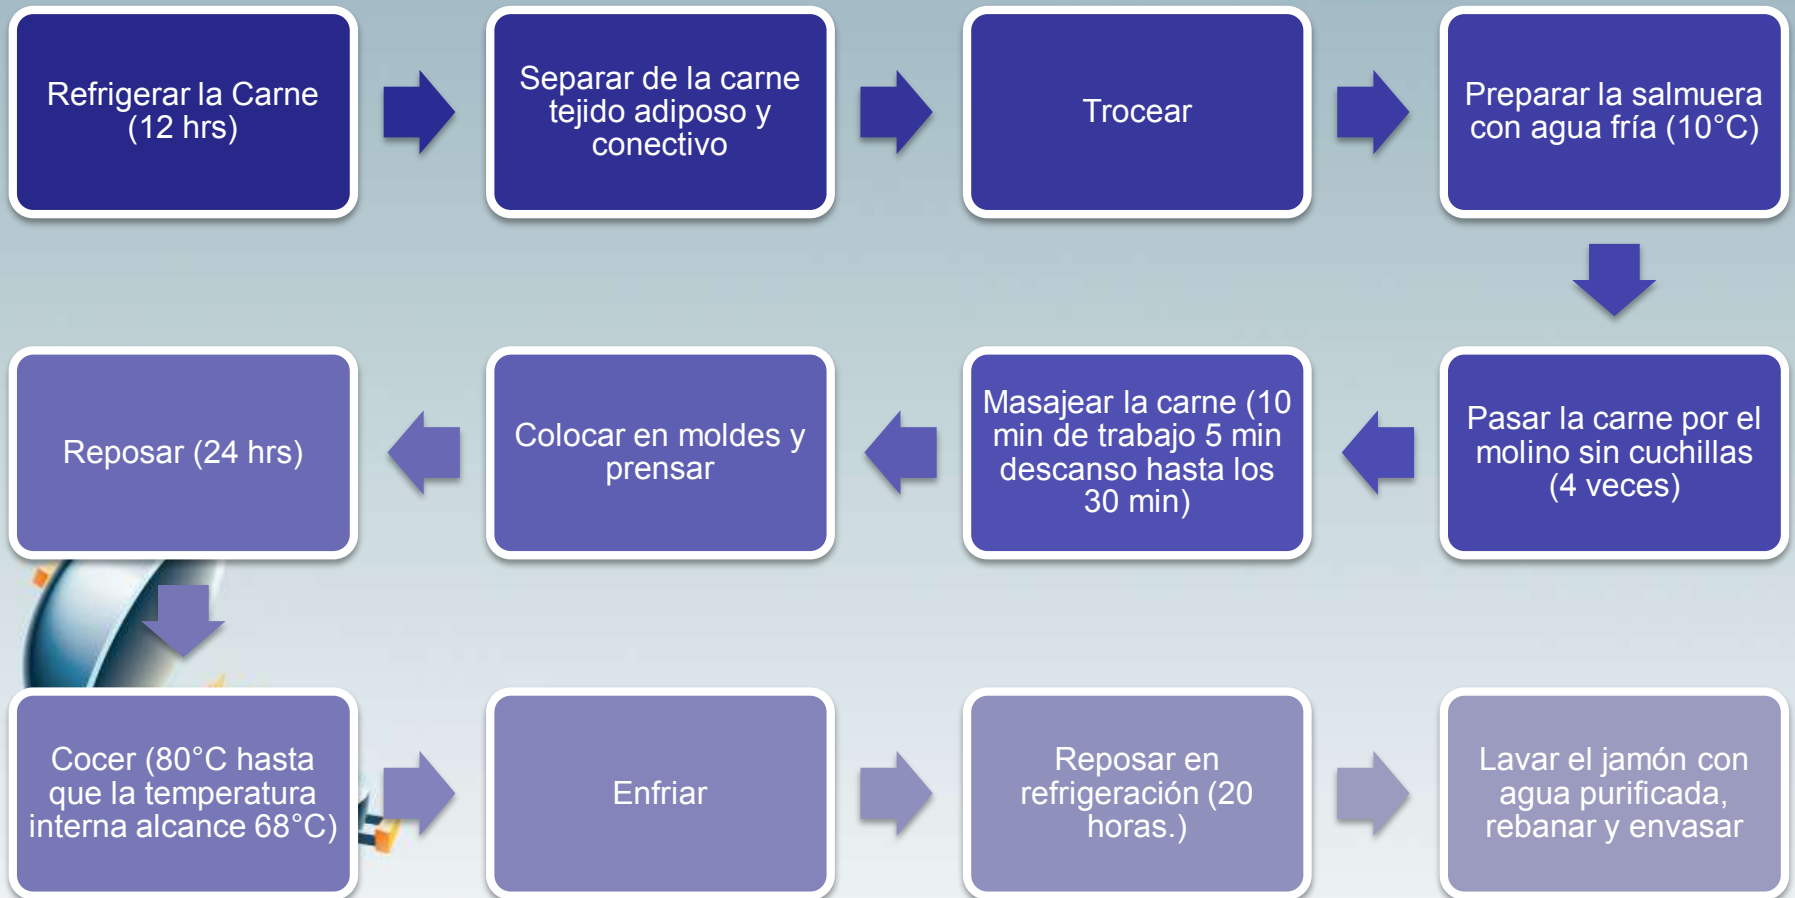 Refrigerar la Carne
(12 hrs)
Separar de la carne
tejido adiposo y
conectivo
Trocear
Preparar la salmuera
con agua fría (10°C)
Pasar la carne por el
molino sin cuchillas
(4 veces)
Masajear la carne (10
min de trabajo 5 min
descanso hasta los
30 min)
Colocar en moldes y
prensar
Reposar (24 hrs)
Cocer (80°C hasta
que la temperatura
interna alcance 68°C)
Enfriar
Reposar en
refrigeración (20
horas.)
Lavar el jamón con
agua purificada,
rebanar y envasar